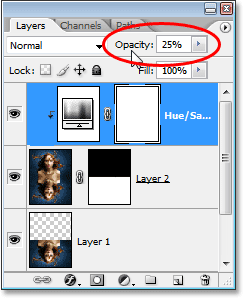 Layers Channels Paths
Normal Opacity: 25%
Lock: Fill: 100%
Hue/Sa...
Layer 2
Layer 1